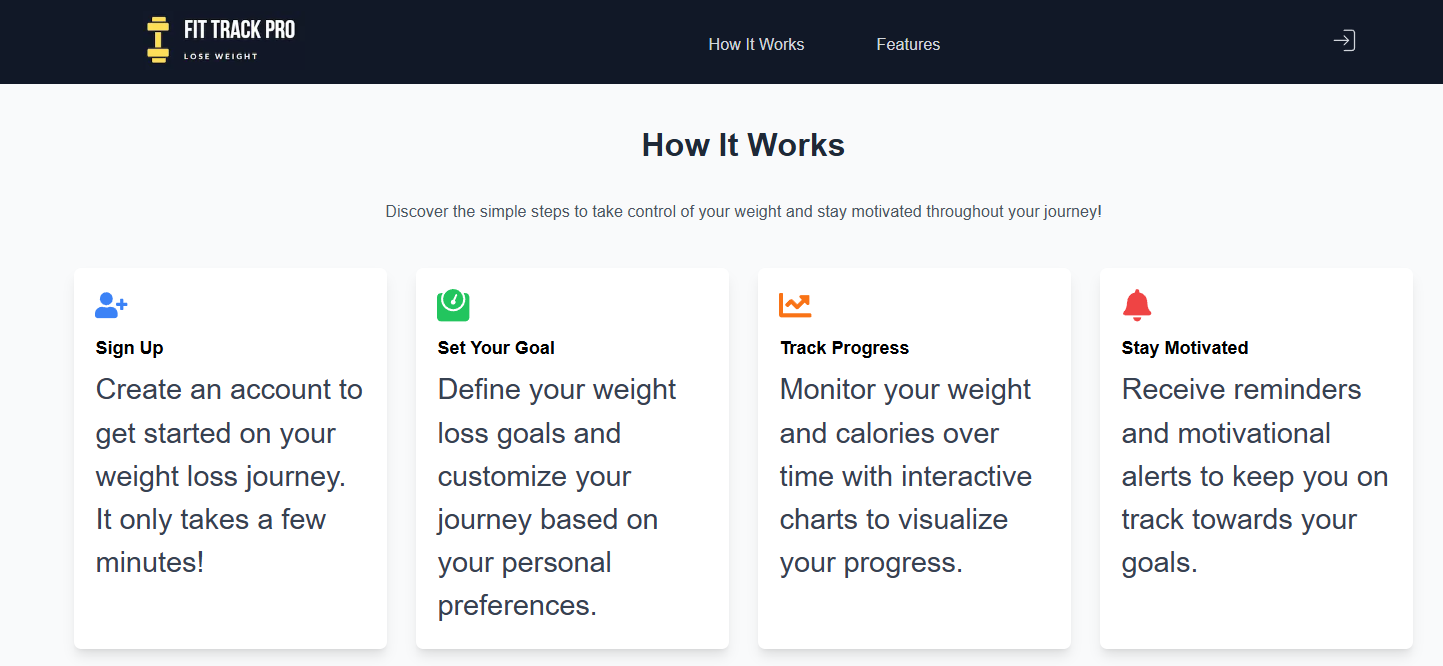 FIT TRACK PRO
LOSE WEIGHT
How It Works
Features
How It Works
Discover the simple steps to take control of your weight and stay motivated throughout your journey!
Sign Up
Create an account to
get started on your
weight loss journey.
It only takes a few
minutes!
Set Your Goal
Define your weight
loss goals and
customize your
journey based on
your personal
preferences.
Track Progress
Monitor your weight
and calories over
time with interactive
charts to visualize
your progress.
Stay Motivated
Receive reminders
and motivational
alerts to keep you on
track towards your
goals.